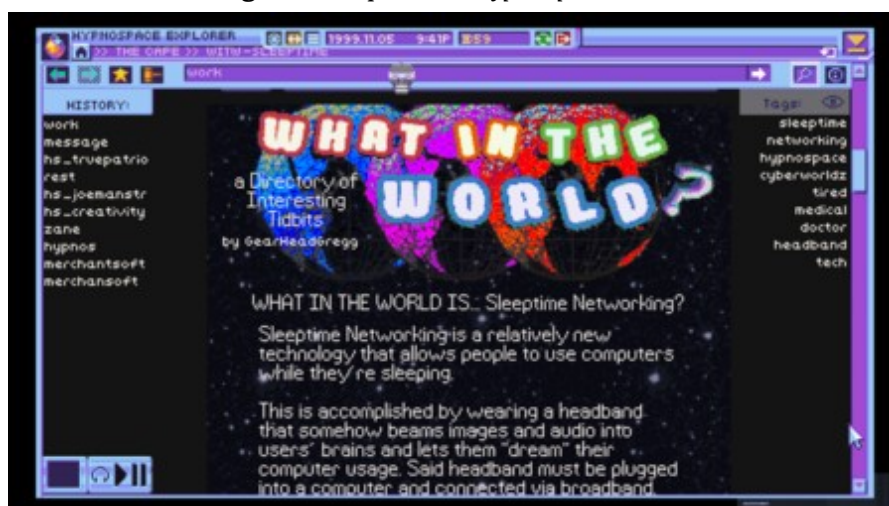 HYPNOSPACE EXPLORER
1999.11.05 9:41P 859
>> THE CAFE >> WITW-SLEEPTIME
work
HISTORY:
work
message
hs_truepatrio
rest
hs_joemanstr
hs_creativity
zane
hypnos
merchantsoft
merchansoft
WHAT IN THE
WORLD?
a Directory of
Interesting
Tidbits
by GearHeadGregg
WHAT IN THE WORLD IS... Sleeptime Networking?
Sleeptime Networking is a relatively new
technology that allows people to use computers
while they're sleeping.
This is accomplished by wearing a headband
that somehow beams images and audio into
users' brains and lets them "dream" their
computer usage. Said headband must be plugged
into a computer and connected via broadband.
Tags:
sleeptime
networking
hypnospace
cyberworldz
tired
medical
doctor
headband
tech